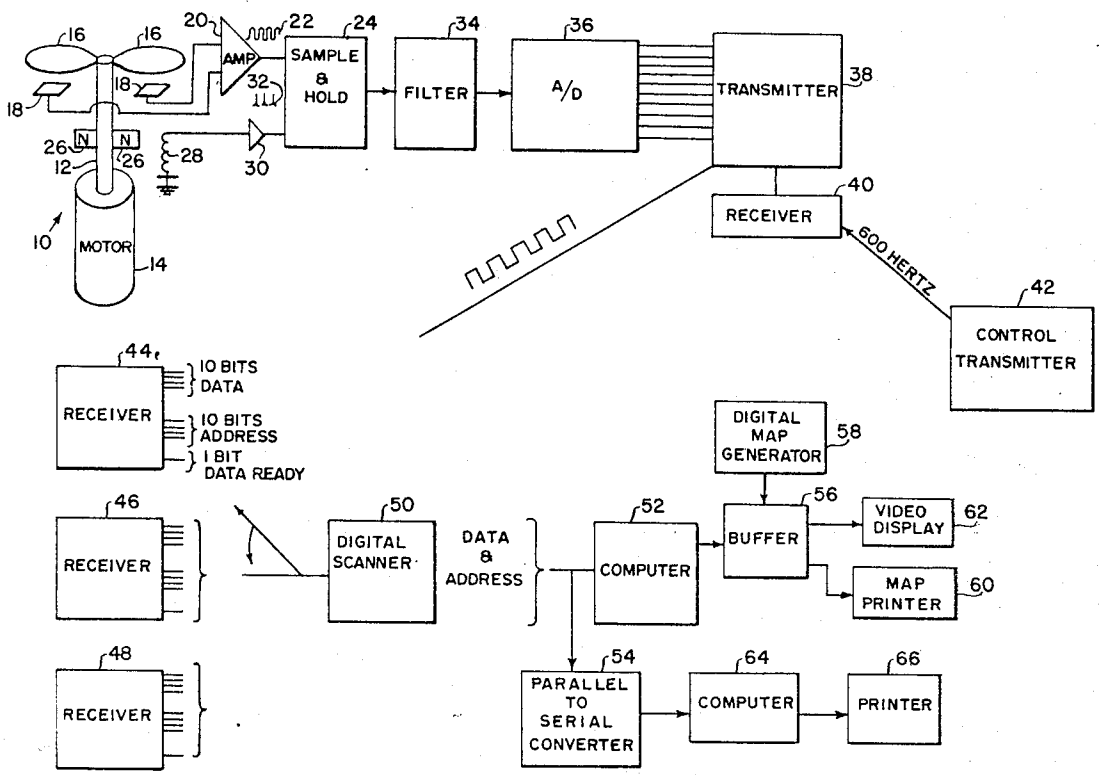 20
22
24
34
36
38
16
16
AMP
SAMPLE
&
HOLD
32
FILTER
A/D
TRANSMITTER
18
18
N
N
26
26
12
28
30
40
RECEIVER
10
MOTOR
14
600 HERTZ
42
CONTROL
TRANSMITTER
44
RECEIVER
10 BITS
DATA
10 BITS
ADDRESS
1 BIT
DATA READY
DIGITAL
MAP
GENERATOR
58
46
RECEIVER
50
DIGITAL
SCANNER
DATA
&
ADDRESS
52
COMPUTER
56
BUFFER
VIDEO
DISPLAY
62
MAP
PRINTER
60
48
RECEIVER
54
PARALLEL
TO
SERIAL
CONVERTER
64
COMPUTER
66
PRINTER